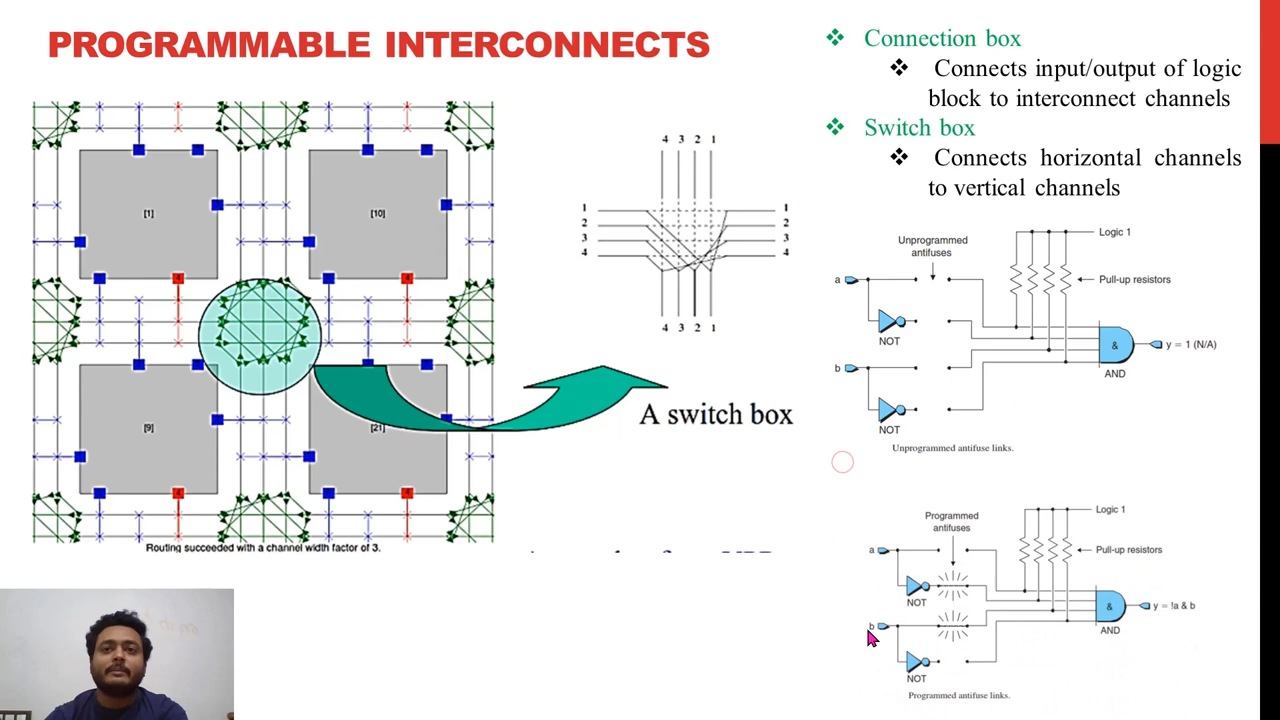 PROGRAMMABLE INTERCONNECTS
[1]
[10]
[9]
[21]
4
4
4
4
Routing succeeded with a channel width factor of 3.
4 3 2 1
1
2
3
4
1
2
3
4
4 3 2 1
A switch box
Connection box
Connects input/output of logic
block to interconnect channels
Switch box
Connects horizontal channels
to vertical channels
Unprogrammed
antifuses
Logic 1
Pull-up resistors
a
NOT
b
NOT
&
AND
y = 1 (N/A)
Unprogrammed antifuse links.
Programmed
antifuses
Logic 1
Pull-up resistors
a
NOT
b
NOT
&
AND
y = !a & b
Programmed antifuse links.